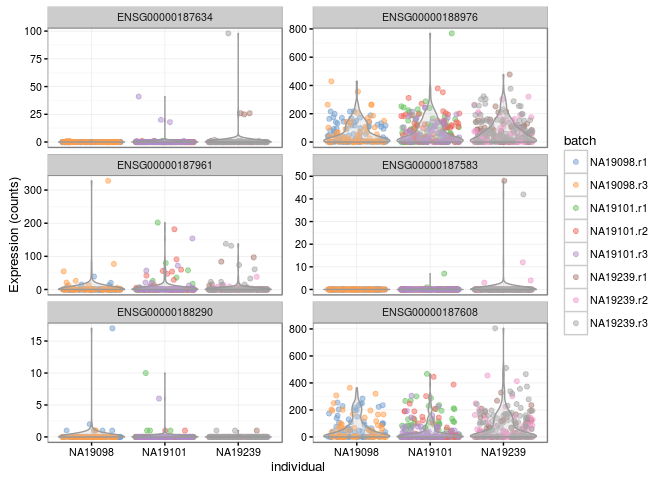 ENSG00000187634
ENSG00000188976
100
75
50
25
0
800
600
400
200
0
ENSG00000187961
ENSG00000187583
300
200
100
0
50
40
30
20
10
0
ENSG00000188290
ENSG00000187608
15
10
5
0
800
600
400
200
0
NA19098
NA19101
NA19239
NA19098
NA19101
NA19239
individual
Expression (counts)
batch
NA19098.r1
NA19098.r3
NA19101.r1
NA19101.r2
NA19101.r3
NA19239.r1
NA19239.r2
NA19239.r3